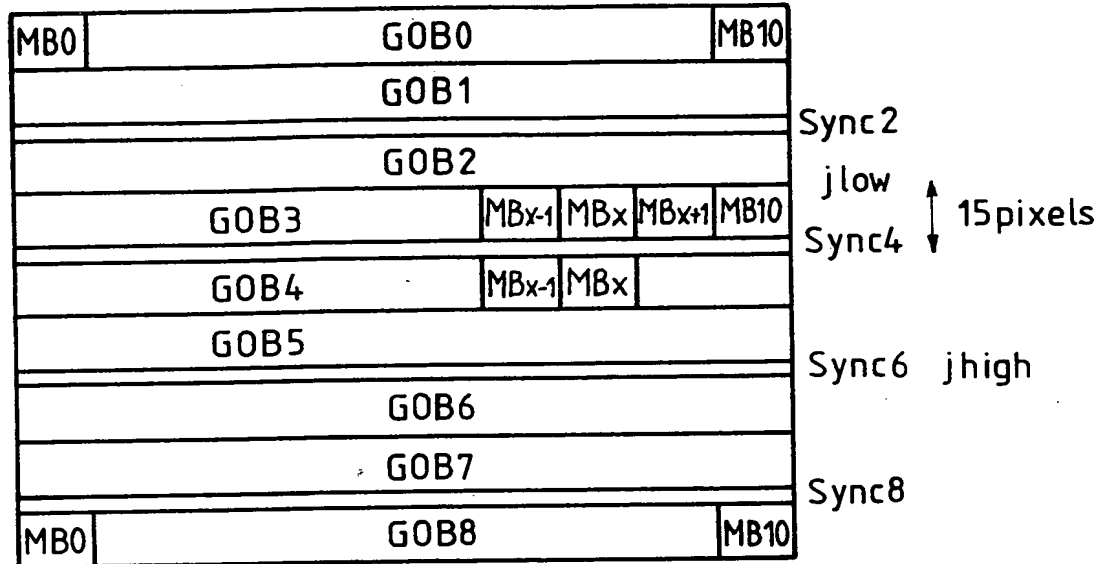 MB0 GOB0 MB10
GOB1
Sync2
GOB2
jlow
GOB3 MBx-1 MBx MBx+1 MB10
15pixels
Sync4
GOB4 MBx-1 MBx
GOB5
Sync6 jhigh
GOB6
GOB7
Sync8
MB0 GOB8 MB10